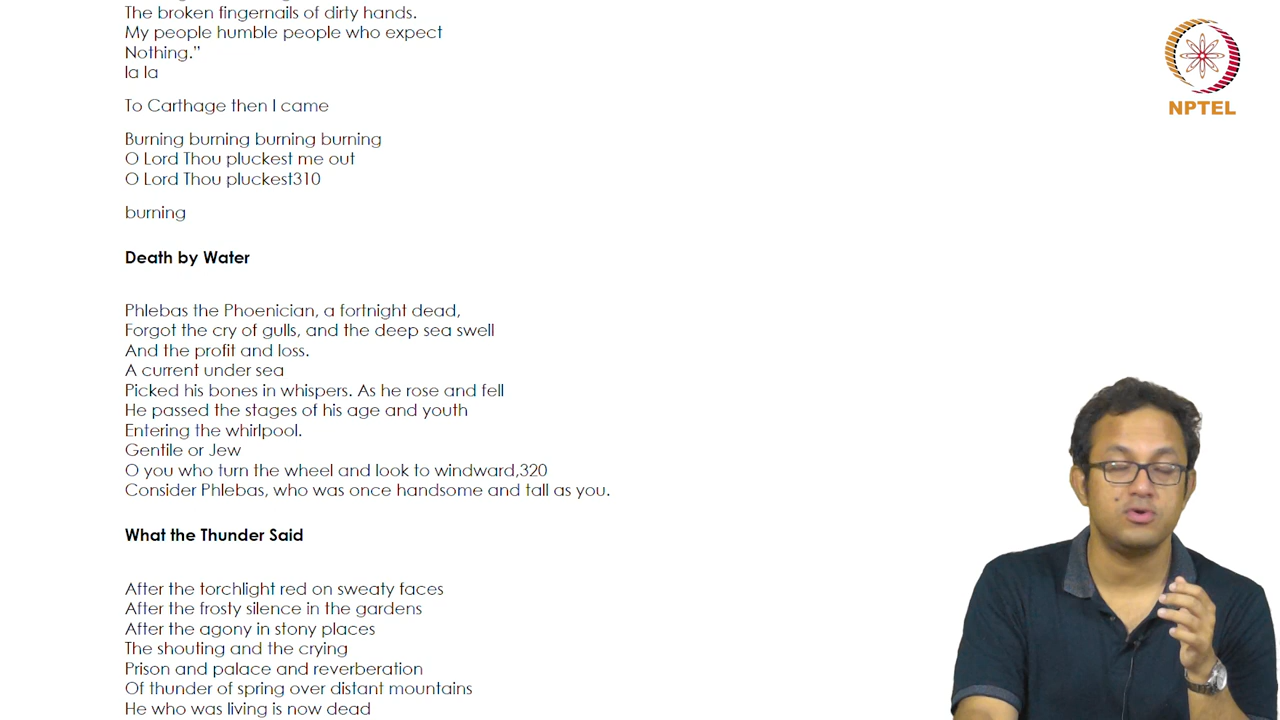 The broken fingernails of dirty hands.
My people humble people who expect
Nothing.”
la la
To Carthage then I came
Burning burning burning burning
O Lord Thou pluckest me out
O Lord Thou pluckest310
burning
Death by Water
Phlebas the Phoenician, a fortnight dead,
Forgot the cry of gulls, and the deep sea swell
And the profit and loss.
A current under sea
Picked his bones in whispers. As he rose and fell
He passed the stages of his age and youth
Entering the whirlpool.
Gentile or Jew
O you who turn the wheel and look to windward,320
Consider Phlebas, who was once handsome and tall as you.
What the Thunder Said
After the torchlight red on sweaty faces
After the frosty silence in the gardens
After the agony in stony places
The shouting and the crying
Prison and palace and reverberation
Of thunder of spring over distant mountains
He who was living is now dead
NPTEL